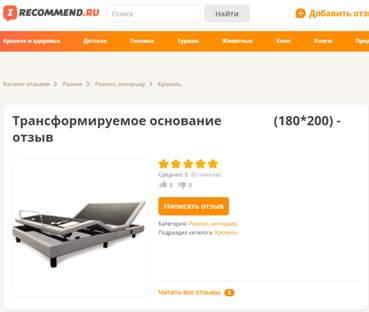 IRECOMMEND.RU
Поиск
Найти
Добавить отзы
Красота и здоровье Детское Техника Туризм Животные Кино Книги Прод
Каталог отзывов > Разное > Ремонт, интерьер > Кровать
Трансформируемое основание (180*200) -
отзыв
Среднее: 5 (5 голосов)
5 0
Написать отзыв
Категория: Ремонт, интерьер
Подраздел каталога: Кровать
Читать все отзывы 5